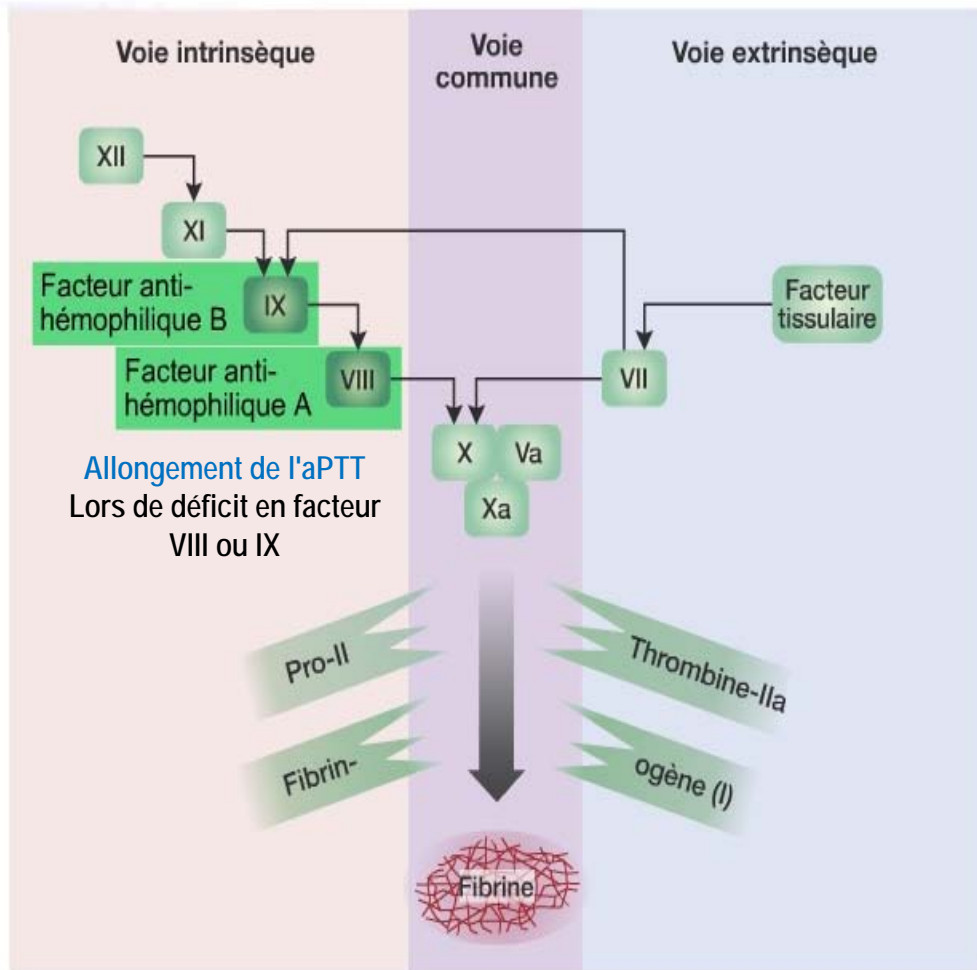 Voie intrinsèque
Voie
commune
Voie extrinsèque
XII
XI
Facteur anti-
hémophilique B
IX
Facteur
tissulaire
Facteur anti-
hémophilique A
VIII
VII
X
Va
Xa
Allongement de l'aPTT
Lors de déficit en facteur
VIII ou IX
Pro-II
Thrombine-IIa
Fibrin-
ogène (I)
Fibrine